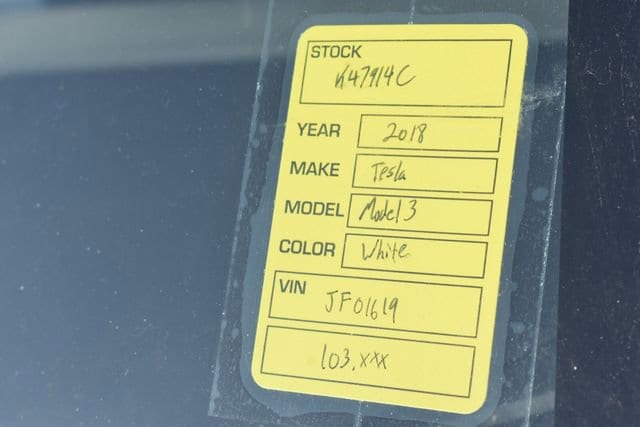 STOCK
K47914C
YEAR 2018
MAKE Tesla
MODEL Model 3
COLOR White
VIN
JF01619
103.xxx